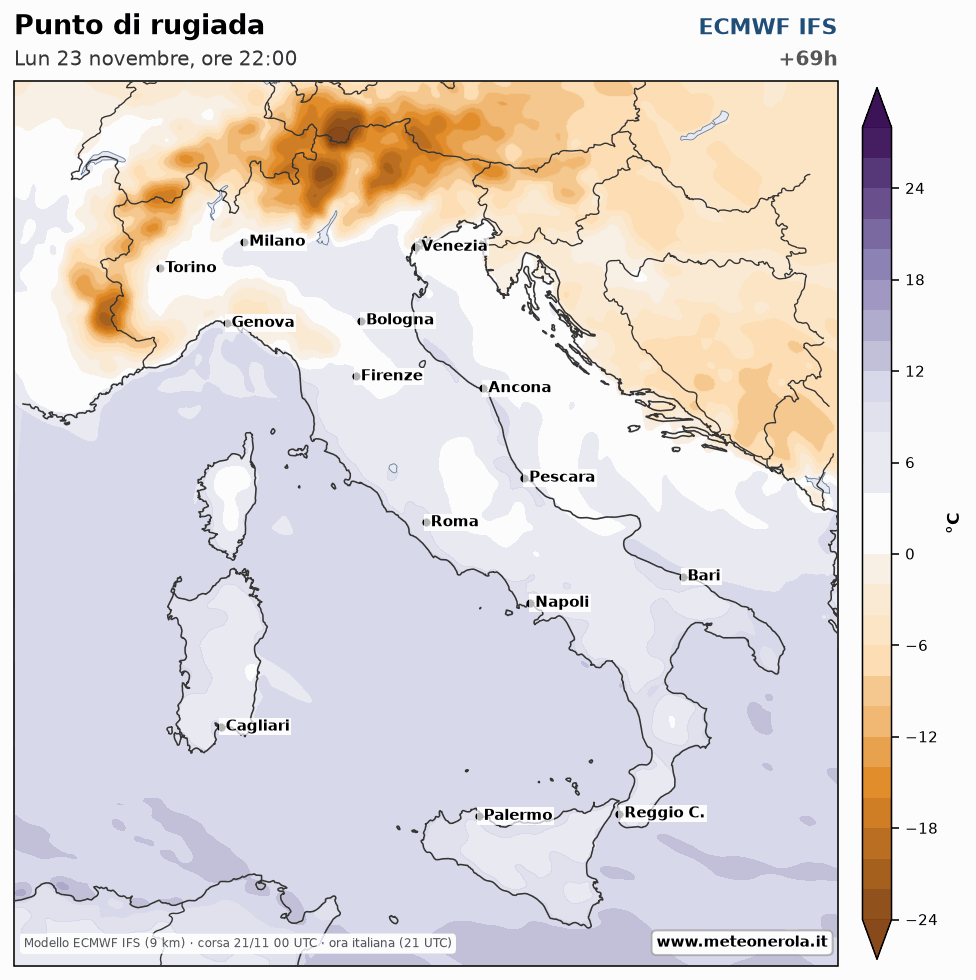 Punto di rugiada
ECMWF IFS
Lun 23 novembre, ore 22:00
+69h
Milano
Venezia
Torino
Genova
Bologna
Firenze
Ancona
Pescara
Roma
Bari
Napoli
Cagliari
Palermo
Reggio C.
24
18
12
6
0
−6
−12
−18
−24
°C
Modello ECMWF IFS (9 km) · corsa 21/11 00 UTC · ora italiana (21 UTC)
www.meteonerola.it